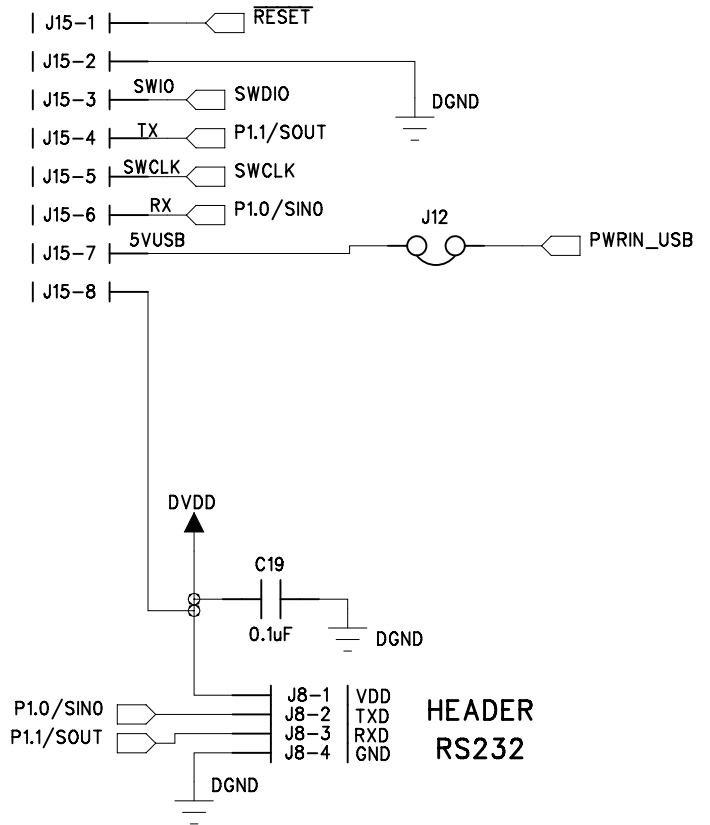 J15-1 RESET
J15-2
DGND
J15-3 SWIO SWDIO
J15-4 TX P1.1/SOUT
J15-5 SWCLK SWCLK
J15-6 RX P1.0/SIN0
J12
J15-7 5VUSB PWRIN_USB
J15-8
DVDD
C19
0.1uF
DGND
J8-1 VDD
P1.0/SIN0 J8-2 TXD
P1.1/SOUT J8-3 RXD
J8-4 GND
HEADER
RS232
DGND